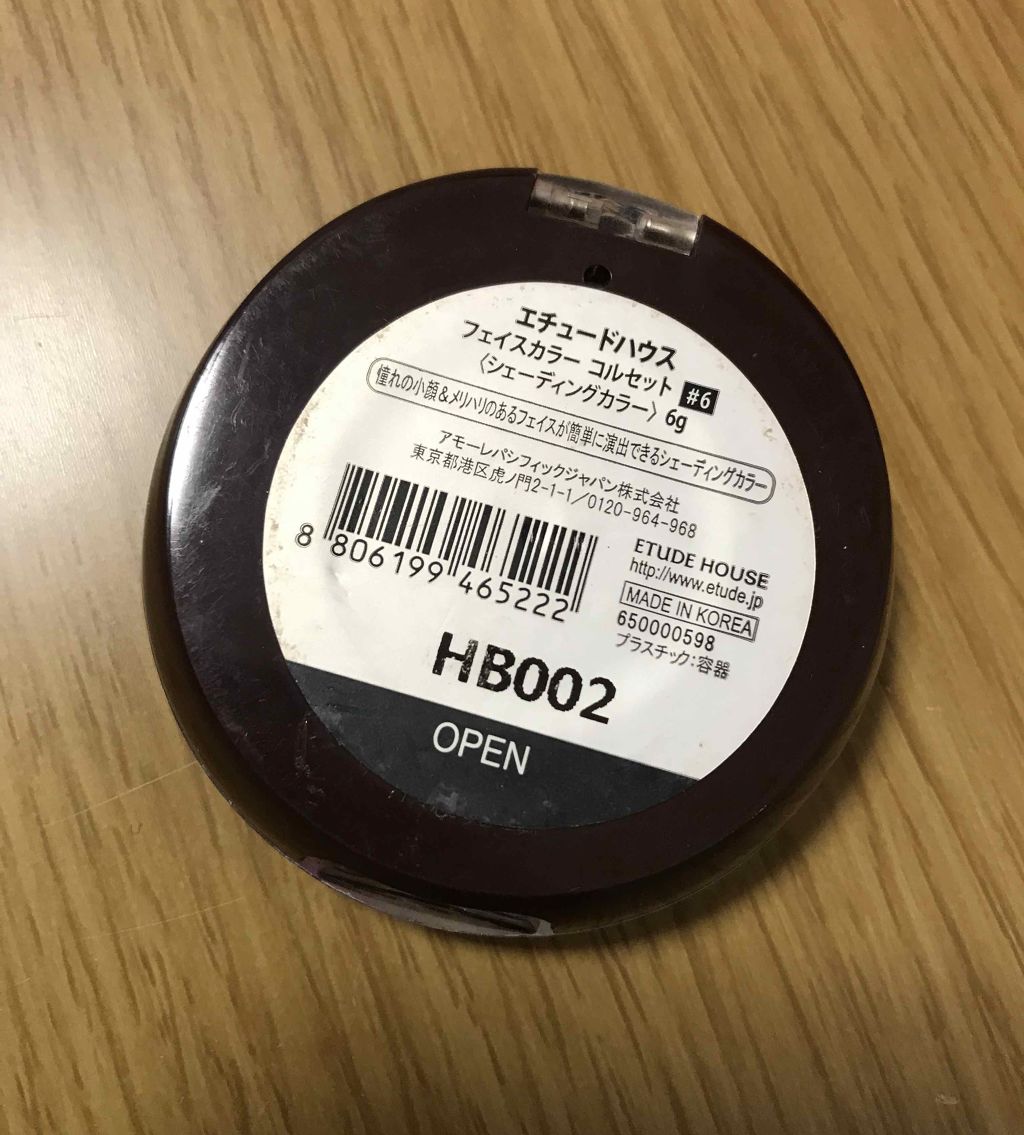 エチュードハウス
フェイスカラー コルセット #6
〈シェーディングカラー〉 6g
憧れの小顔&メリハリのあるフェイスが簡単に演出できるシェーディングカラー
アモーレパシフィックジャパン株式会社
東京都港区虎ノ門2-1-1/0120-964-968
8 806199 465222
ETUDE HOUSE
http://www.etude.jp
MADE IN KOREA
650000598
プラスチック:容器
HB002
OPEN